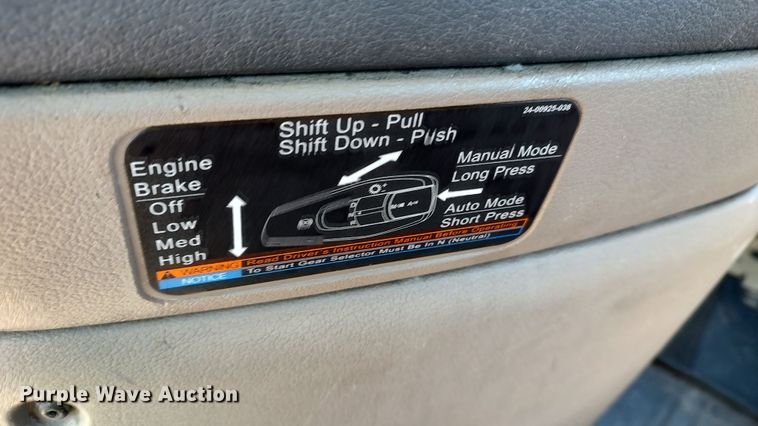 24-00925-038
Shift Up - Pull
Shift Down - Push
Engine
Brake
Off
Low
Med
High
Manual Mode
Long Press
Auto Mode
Short Press
WARNING Read Driver's Instruction Manual Before Operating
NOTICE To Start Gear Selector Must Be In N (Neutral)
Purple Wave Auction